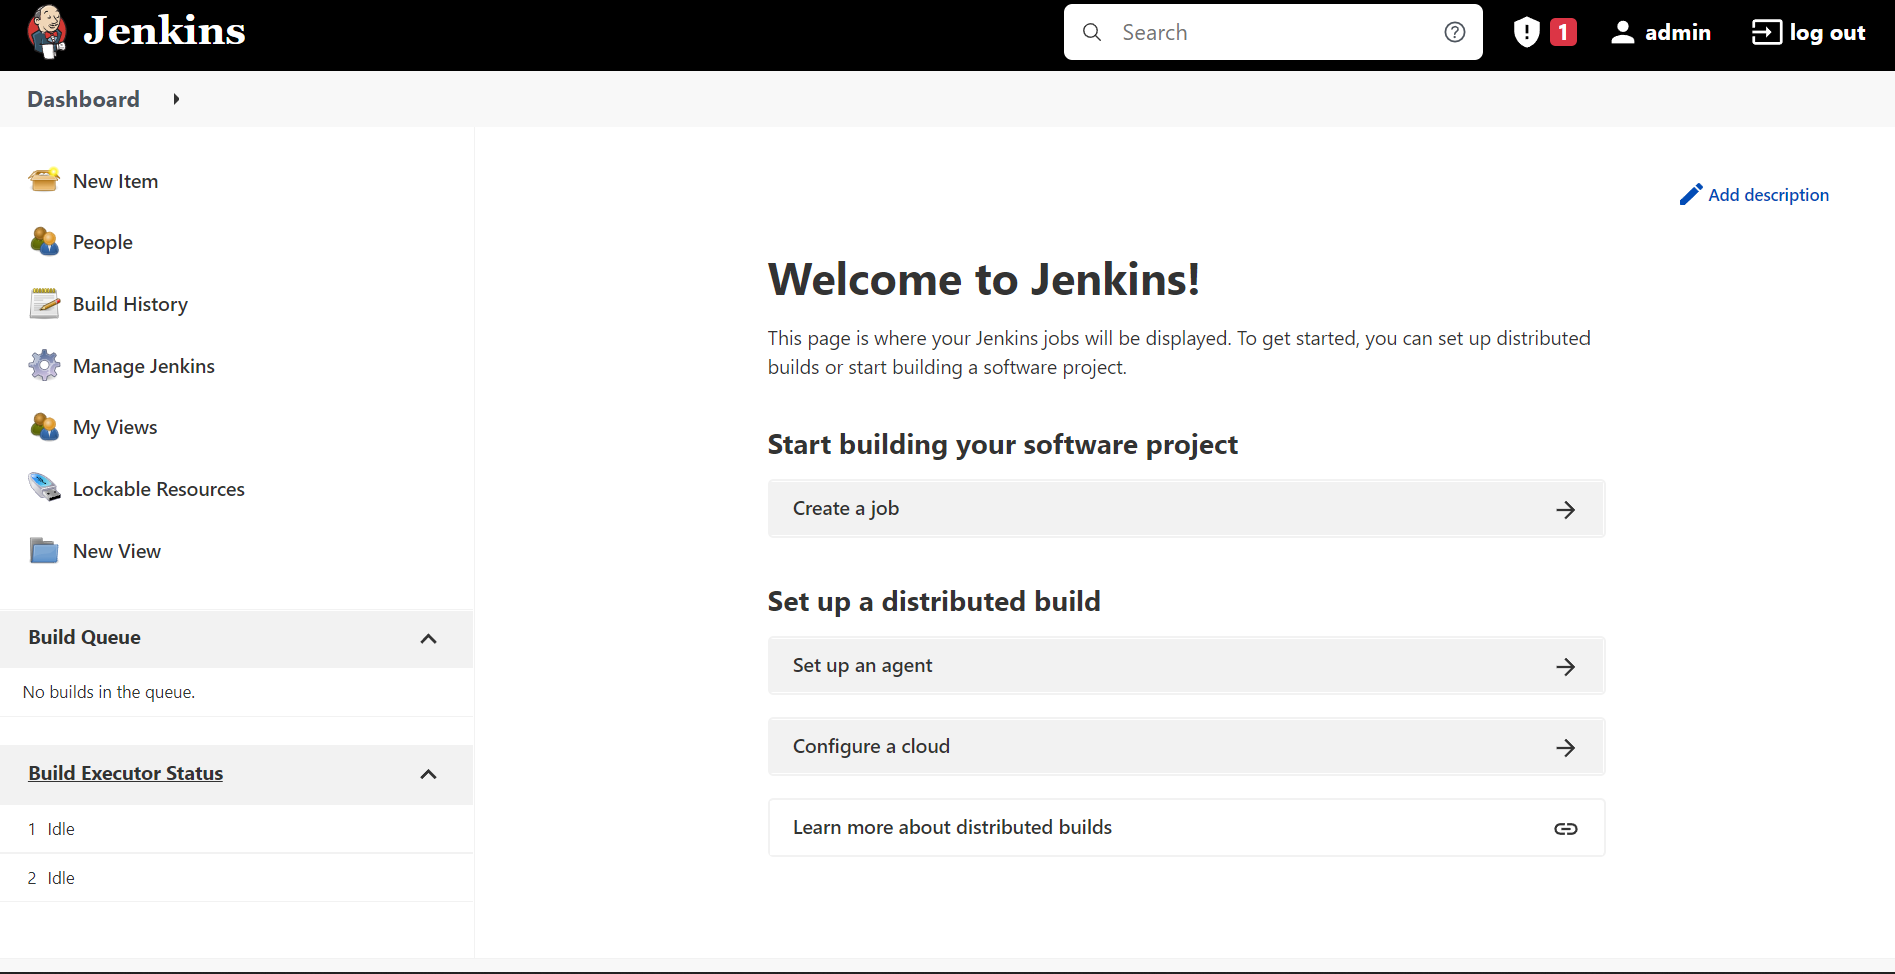 Jenkins
Search
1
admin
log out
Dashboard
New Item
People
Build History
Manage Jenkins
My Views
Lockable Resources
New View
Build Queue
No builds in the queue.
Build Executor Status
1 Idle
2 Idle
Add description
Welcome to Jenkins!
This page is where your Jenkins jobs will be displayed. To get started, you can set up distributed
builds or start building a software project.
Start building your software project
Create a job
Set up a distributed build
Set up an agent
Configure a cloud
Learn more about distributed builds